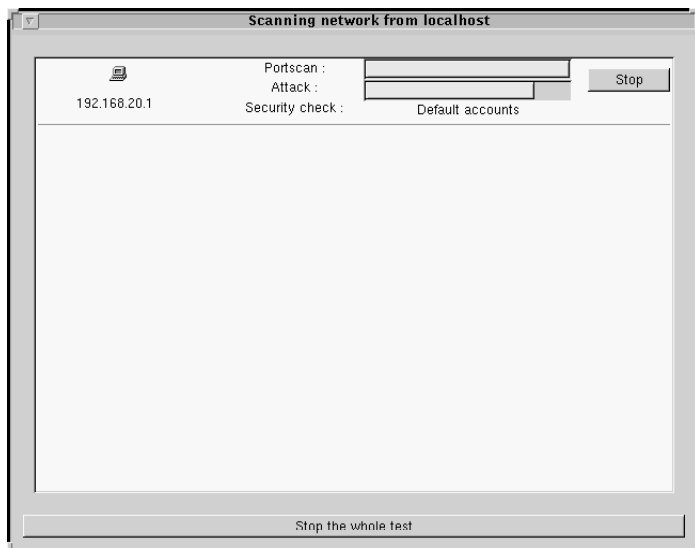 Scanning network from localhost
Portscan :
Attack :
Stop
192.168.20.1
Security check :
Default accounts
Stop the whole test